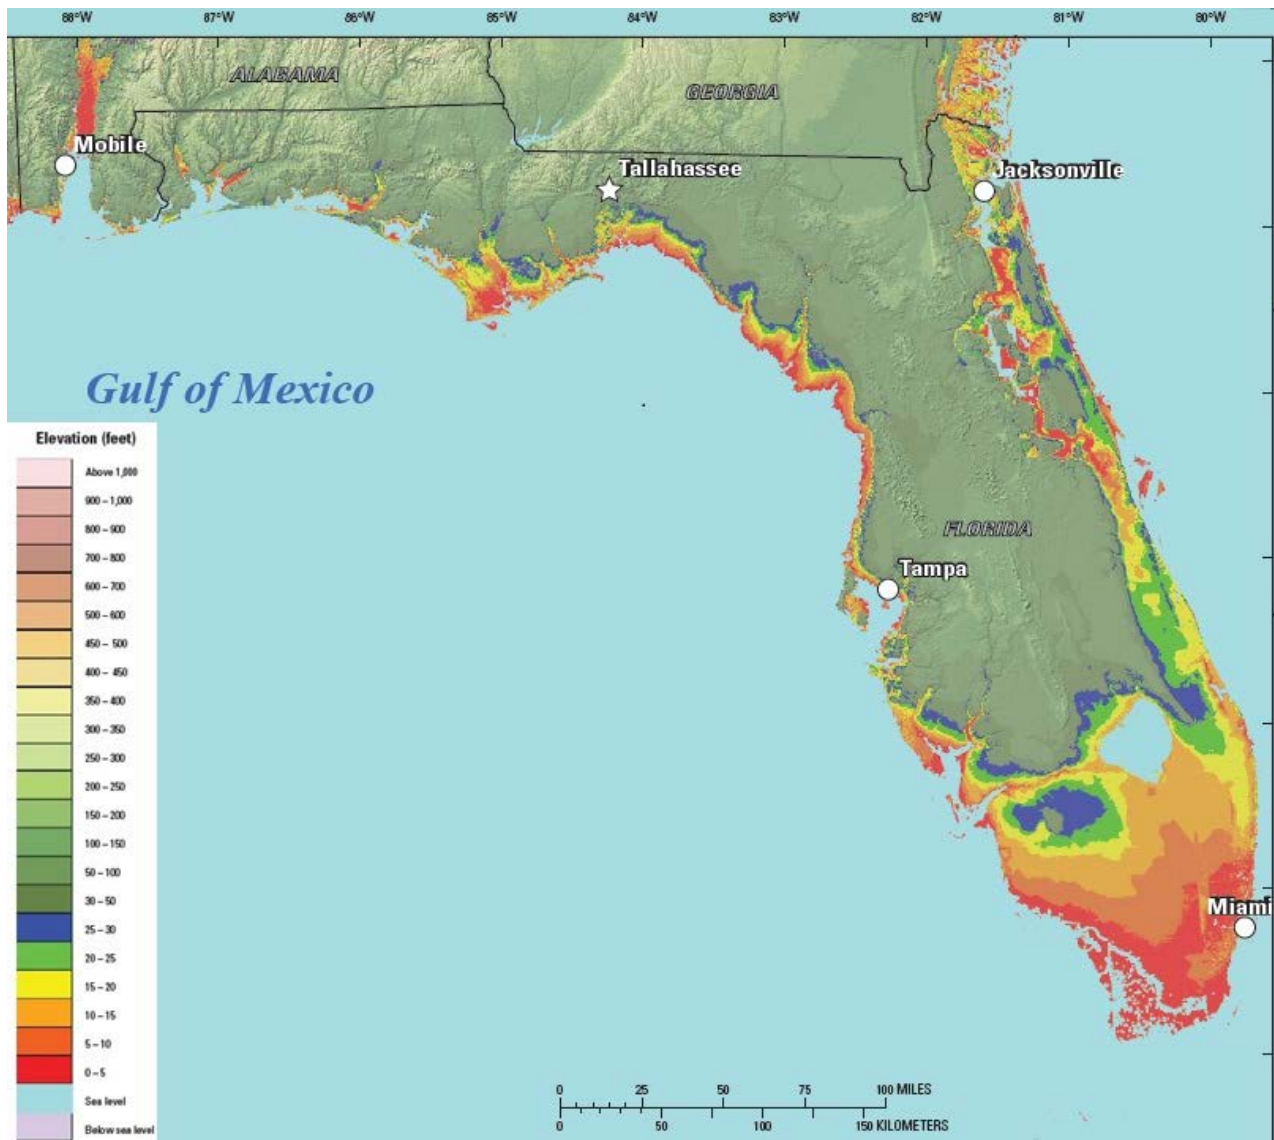 88°W 87°W 86°W 85°W 84°W 83°W 82°W 81°W 80°W
ALABAMA
GEORGIA
Mobile
Tallahassee
Jacksonville
Gulf of Mexico
FLORIDA
Tampa
Miami
Elevation (feet)
Above 1,000
900 – 1,000
800 – 900
700 – 800
600 – 700
500 – 600
450 – 500
400 – 450
350 – 400
300 – 350
250 – 300
200 – 250
150 – 200
100 – 150
50 – 100
30 – 50
25 – 30
20 – 25
15 – 20
10 – 15
5 – 10
0 – 5
Sea level
Below sea level
0 25 50 75 100 MILES
0 50 100 150 KILOMETERS